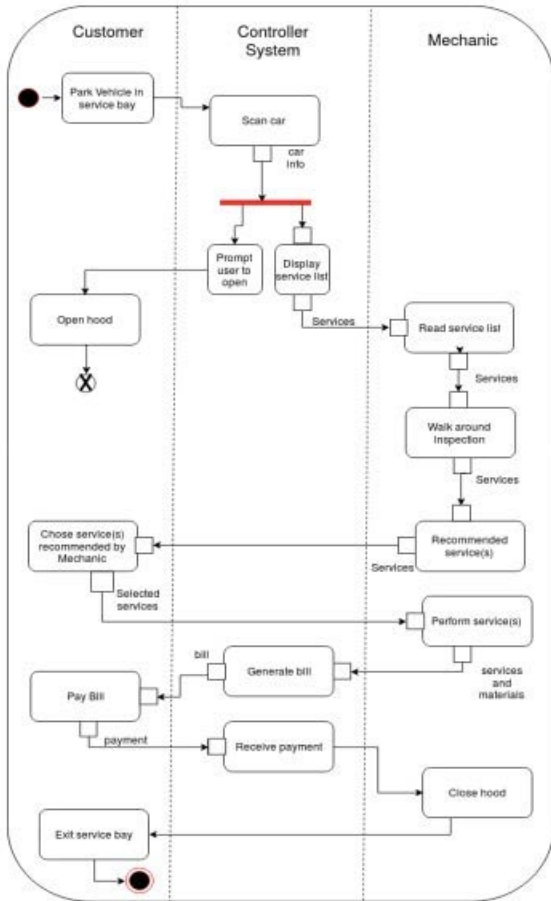 Customer
Controller
System
Mechanic
Park Vehicle in
service bay
Scan car
car
info
Prompt
user to
open
Display
service list
Open hood
Services
Read service list
X
Services
Walk around
Inspection
Services
Chose service(s)
recommended by
Mechanic
Recommended
service(s)
Services
Selected
services
Perform service(s)
bill
Generate bill
services
and
materials
Pay Bill
payment
Receive payment
Close hood
Exit service bay